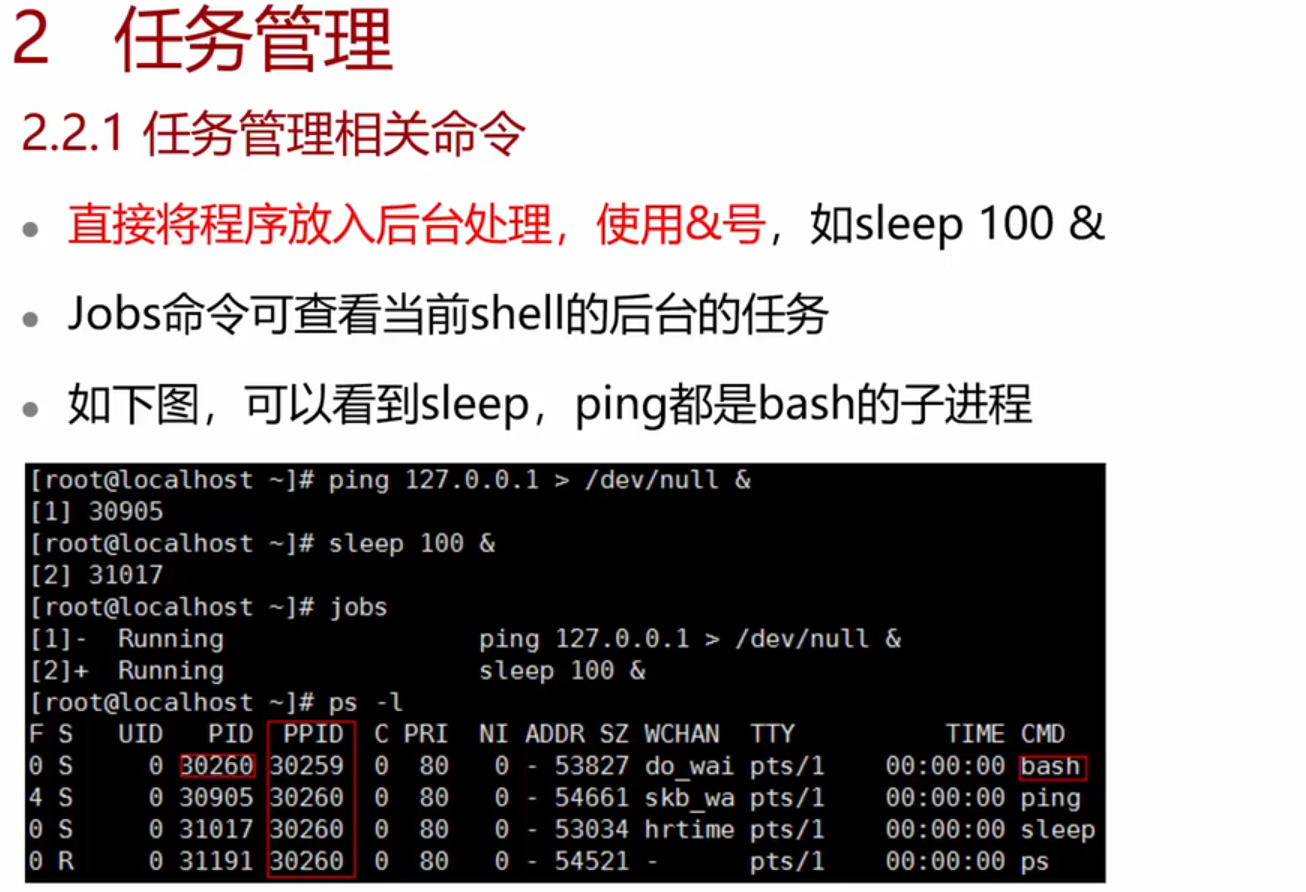 2 任务管理
2.2.1 任务管理相关命令
• 直接将程序放入后台处理，使用&号，如sleep 100 &
• Jobs命令可查看当前shell的后台的任务
• 如下图，可以看到sleep，ping都是bash的子进程
[root@localhost ~]# ping 127.0.0.1 > /dev/null &
[1] 30905
[root@localhost ~]# sleep 100 &
[2] 31017
[root@localhost ~]# jobs
[1]-  Running                 ping 127.0.0.1 > /dev/null &
[2]+  Running                 sleep 100 &
[root@localhost ~]# ps -l
F S   UID    PID   PPID  C PRI  NI ADDR SZ WCHAN  TTY          TIME CMD
0 S     0  30260  30259  0  80   0 - 53827 do_wai pts/1    00:00:00 bash
4 S     0  30905  30260  0  80   0 - 54661 skb_wa pts/1    00:00:00 ping
0 S     0  31017  30260  0  80   0 - 53034 hrtime pts/1    00:00:00 sleep
0 R     0  31191  30260  0  80   0 - 54521 -      pts/1    00:00:00 ps